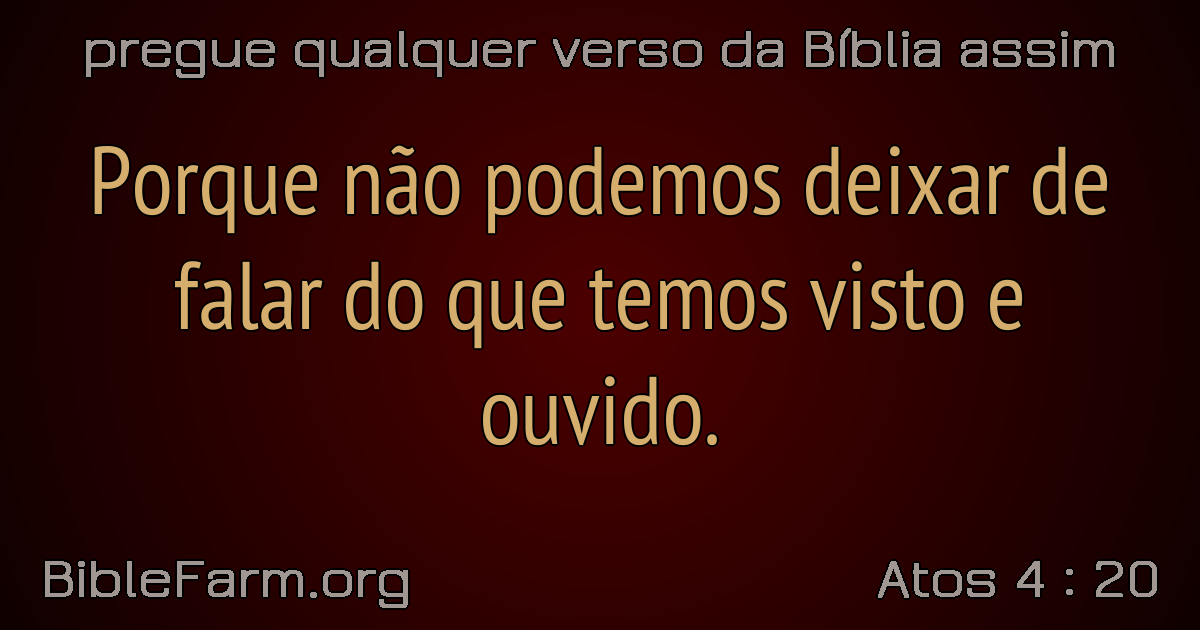 pregue qualquer verso da Bíblia assim
Porque não podemos deixar de
falar do que temos visto e
ouvido.
BibleFarm.org
Atos 4 : 20